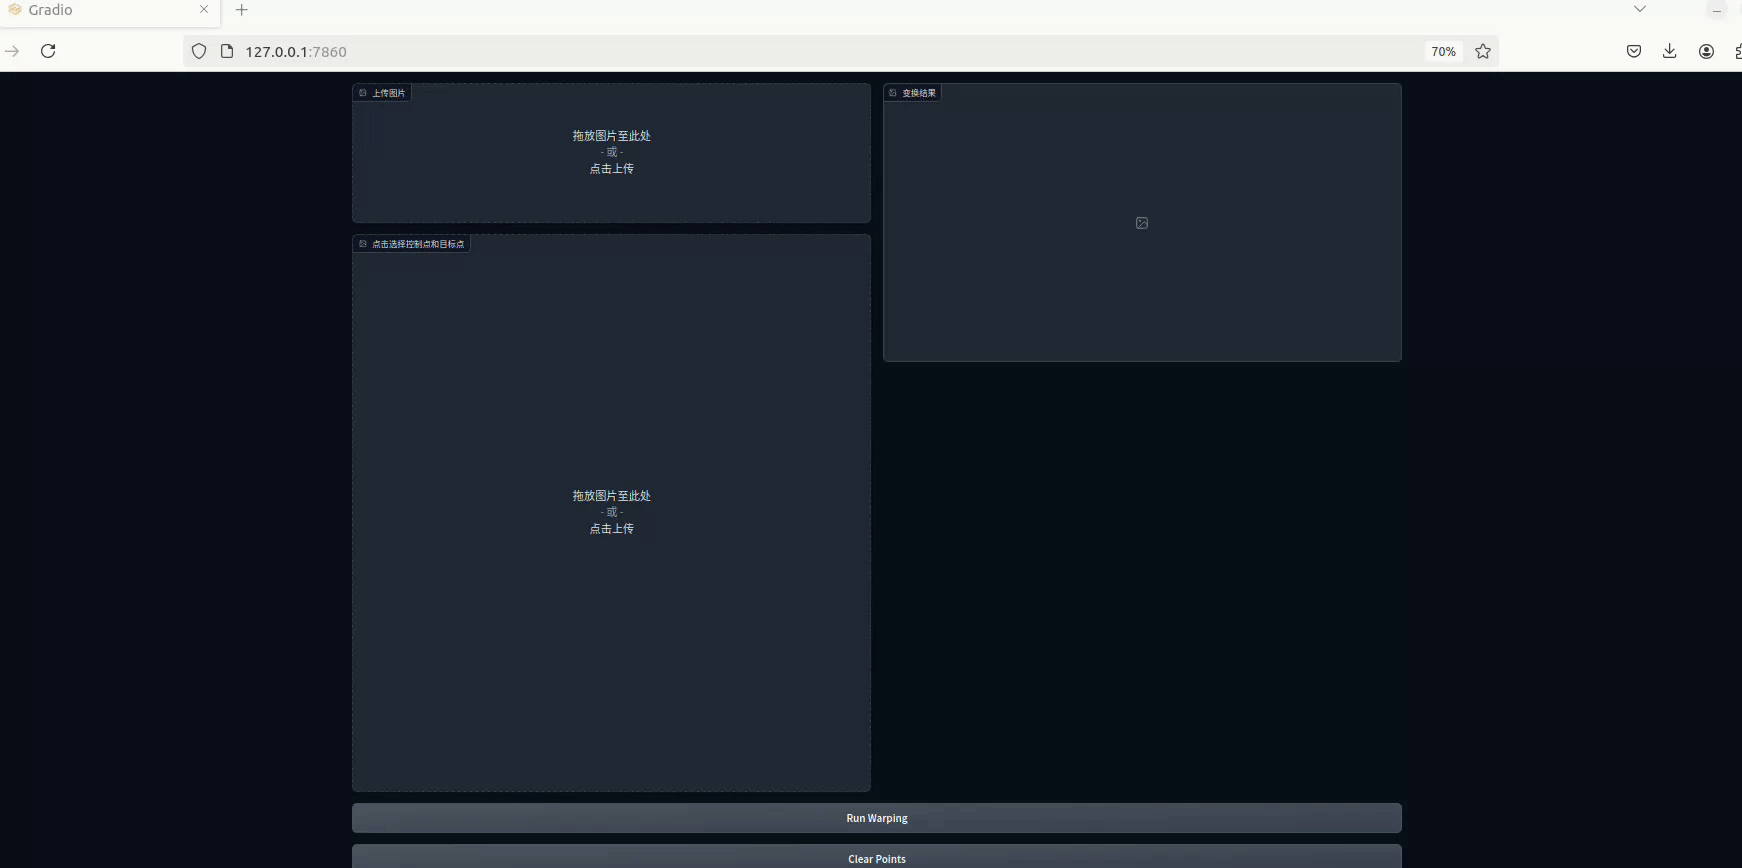 Gradio
127.0.0.1:7860
70%
上传图片
拖放图片至此处
- 或 -
点击上传
点击选择控制点和目标点
拖放图片至此处
- 或 -
点击上传
变换结果
Run Warping
Clear Points